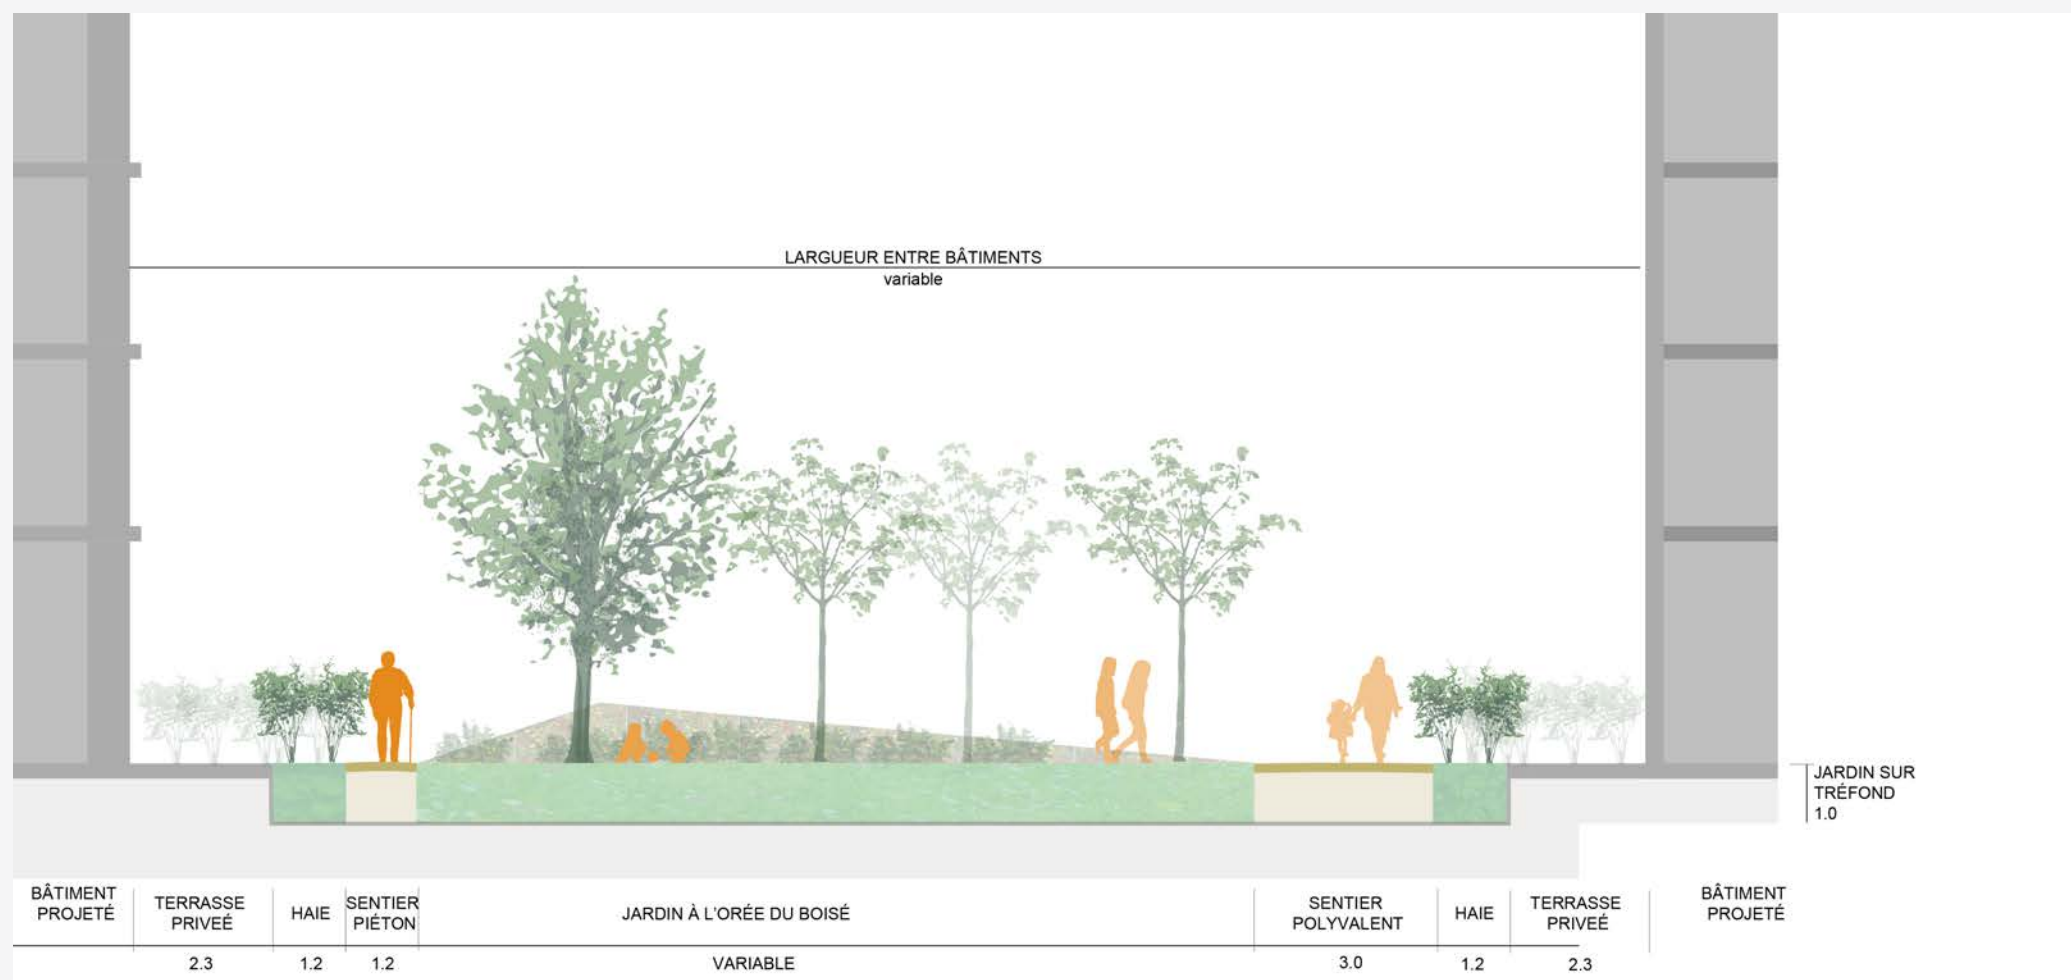 LARGUEUR ENTRE BÂTIMENTS
variable
JARDIN SUR
TRÉFOND
1.0
BÂTIMENT
PROJETÉ
TERRASSE
PRIVEÉ
HAIE
SENTIER
PIÉTON
JARDIN À L'ORÉE DU BOISÉ
SENTIER
POLYVALENT
HAIE
TERRASSE
PRIVEÉ
BÂTIMENT
PROJETÉ
2.3
1.2
1.2
VARIABLE
3.0
1.2
2.3